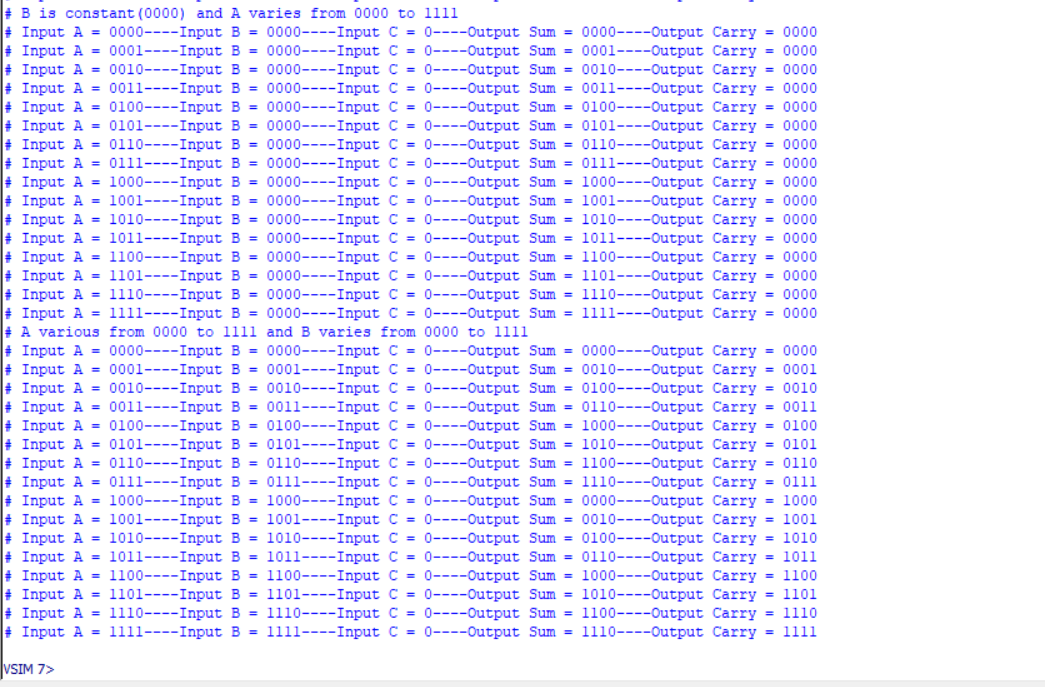 # B is constant(0000) and A varies from 0000 to 1111
# Input A = 0000----Input B = 0000----Input C = 0----Output Sum = 0000----Output Carry = 0000
# Input A = 0001----Input B = 0000----Input C = 0----Output Sum = 0001----Output Carry = 0000
# Input A = 0010----Input B = 0000----Input C = 0----Output Sum = 0010----Output Carry = 0000
# Input A = 0011----Input B = 0000----Input C = 0----Output Sum = 0011----Output Carry = 0000
# Input A = 0100----Input B = 0000----Input C = 0----Output Sum = 0100----Output Carry = 0000
# Input A = 0101----Input B = 0000----Input C = 0----Output Sum = 0101----Output Carry = 0000
# Input A = 0110----Input B = 0000----Input C = 0----Output Sum = 0110----Output Carry = 0000
# Input A = 0111----Input B = 0000----Input C = 0----Output Sum = 0111----Output Carry = 0000
# Input A = 1000----Input B = 0000----Input C = 0----Output Sum = 1000----Output Carry = 0000
# Input A = 1001----Input B = 0000----Input C = 0----Output Sum = 1001----Output Carry = 0000
# Input A = 1010----Input B = 0000----Input C = 0----Output Sum = 1010----Output Carry = 0000
# Input A = 1011----Input B = 0000----Input C = 0----Output Sum = 1011----Output Carry = 0000
# Input A = 1100----Input B = 0000----Input C = 0----Output Sum = 1100----Output Carry = 0000
# Input A = 1101----Input B = 0000----Input C = 0----Output Sum = 1101----Output Carry = 0000
# Input A = 1110----Input B = 0000----Input C = 0----Output Sum = 1110----Output Carry = 0000
# Input A = 1111----Input B = 0000----Input C = 0----Output Sum = 1111----Output Carry = 0000
# A various from 0000 to 1111 and B varies from 0000 to 1111
# Input A = 0000----Input B = 0000----Input C = 0----Output Sum = 0000----Output Carry = 0000
# Input A = 0001----Input B = 0001----Input C = 0----Output Sum = 0010----Output Carry = 0001
# Input A = 0010----Input B = 0010----Input C = 0----Output Sum = 0100----Output Carry = 0010
# Input A = 0011----Input B = 0011----Input C = 0----Output Sum = 0110----Output Carry = 0011
# Input A = 0100----Input B = 0100----Input C = 0----Output Sum = 1000----Output Carry = 0100
# Input A = 0101----Input B = 0101----Input C = 0----Output Sum = 1010----Output Carry = 0101
# Input A = 0110----Input B = 0110----Input C = 0----Output Sum = 1100----Output Carry = 0110
# Input A = 0111----Input B = 0111----Input C = 0----Output Sum = 1110----Output Carry = 0111
# Input A = 1000----Input B = 1000----Input C = 0----Output Sum = 0000----Output Carry = 1000
# Input A = 1001----Input B = 1001----Input C = 0----Output Sum = 0010----Output Carry = 1001
# Input A = 1010----Input B = 1010----Input C = 0----Output Sum = 0100----Output Carry = 1010
# Input A = 1011----Input B = 1011----Input C = 0----Output Sum = 0110----Output Carry = 1011
# Input A = 1100----Input B = 1100----Input C = 0----Output Sum = 1000----Output Carry = 1100
# Input A = 1101----Input B = 1101----Input C = 0----Output Sum = 1010----Output Carry = 1101
# Input A = 1110----Input B = 1110----Input C = 0----Output Sum = 1100----Output Carry = 1110
# Input A = 1111----Input B = 1111----Input C = 0----Output Sum = 1110----Output Carry = 1111
VSIM 7>